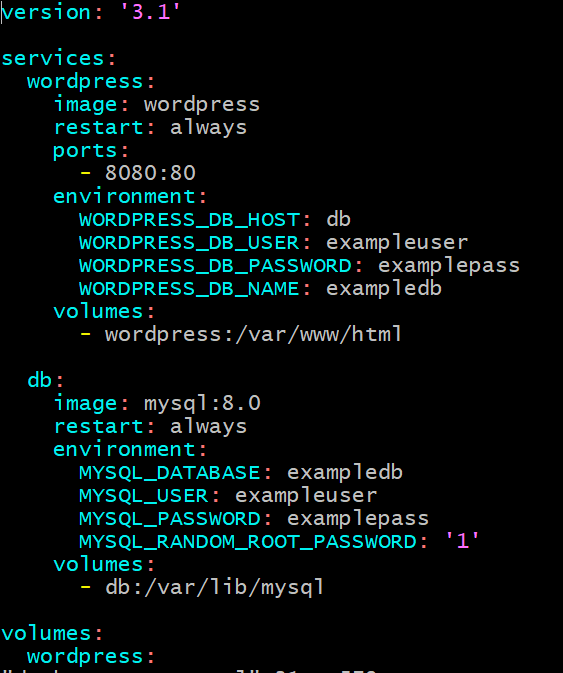 version: '3.1'
services:
  wordpress:
    image: wordpress
    restart: always
    ports:
      - 8080:80
    environment:
      WORDPRESS_DB_HOST: db
      WORDPRESS_DB_USER: exampleuser
      WORDPRESS_DB_PASSWORD: examplepass
      WORDPRESS_DB_NAME: exampledb
    volumes:
      - wordpress:/var/www/html
  db:
    image: mysql:8.0
    restart: always
    environment:
      MYSQL_DATABASE: exampledb
      MYSQL_USER: exampleuser
      MYSQL_PASSWORD: examplepass
      MYSQL_RANDOM_ROOT_PASSWORD: '1'
    volumes:
      - db:/var/lib/mysql
volumes:
  wordpress: